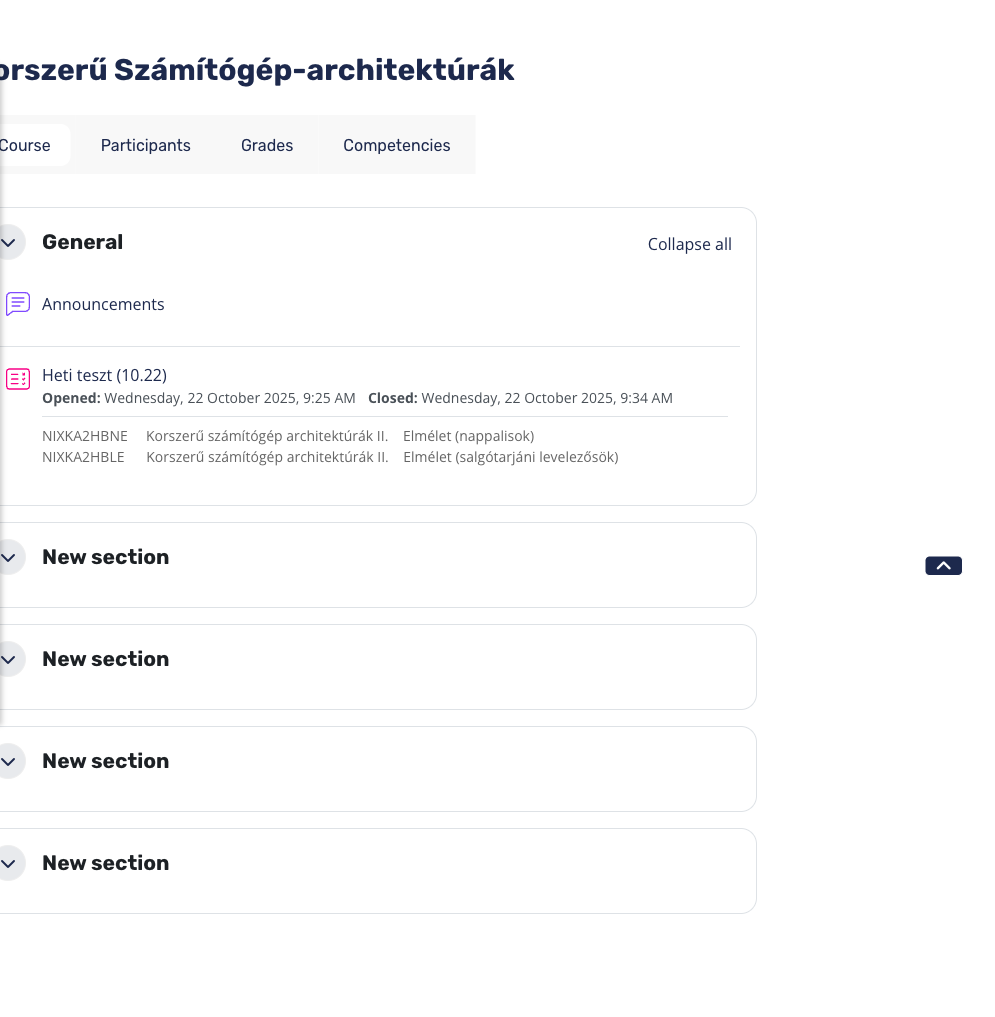 orszerű Számítógép-architektúrák
Course Participants Grades Competencies
General Collapse all
Announcements
Heti teszt (10.22)
Opened: Wednesday, 22 October 2025, 9:25 AM Closed: Wednesday, 22 October 2025, 9:34 AM
NIXKA2HBNE Korszerű számítógép architektúrák II. Elmélet (nappalisok)
NIXKA2HBLE Korszerű számítógép architektúrák II. Elmélet (salgótarjáni levelezősök)
New section
New section
New section
New section